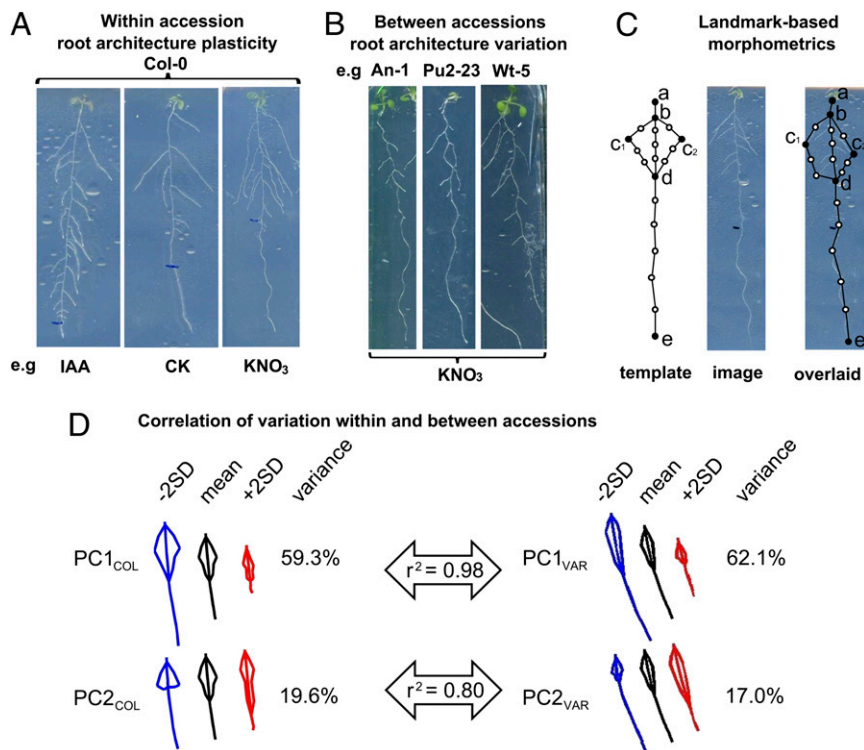 A
Within accession
root architecture plasticity
Col-0
e.g IAA CK KNO₃
B
Between accessions
root architecture variation
e.g An-1 Pu2-23 Wt-5
KNO₃
C
Landmark-based
morphometrics
a
b
C₁ C₂
d
e
template
image
a
b
C₁ C₂
d
e
overlaid
D Correlation of variation within and between accessions
-2SD mean +2SD variance
-2SD mean +2SD variance
PC1COL 59.3% r² = 0.98 PC1VAR 62.1%
PC2COL 19.6% r² = 0.80 PC2VAR 17.0%